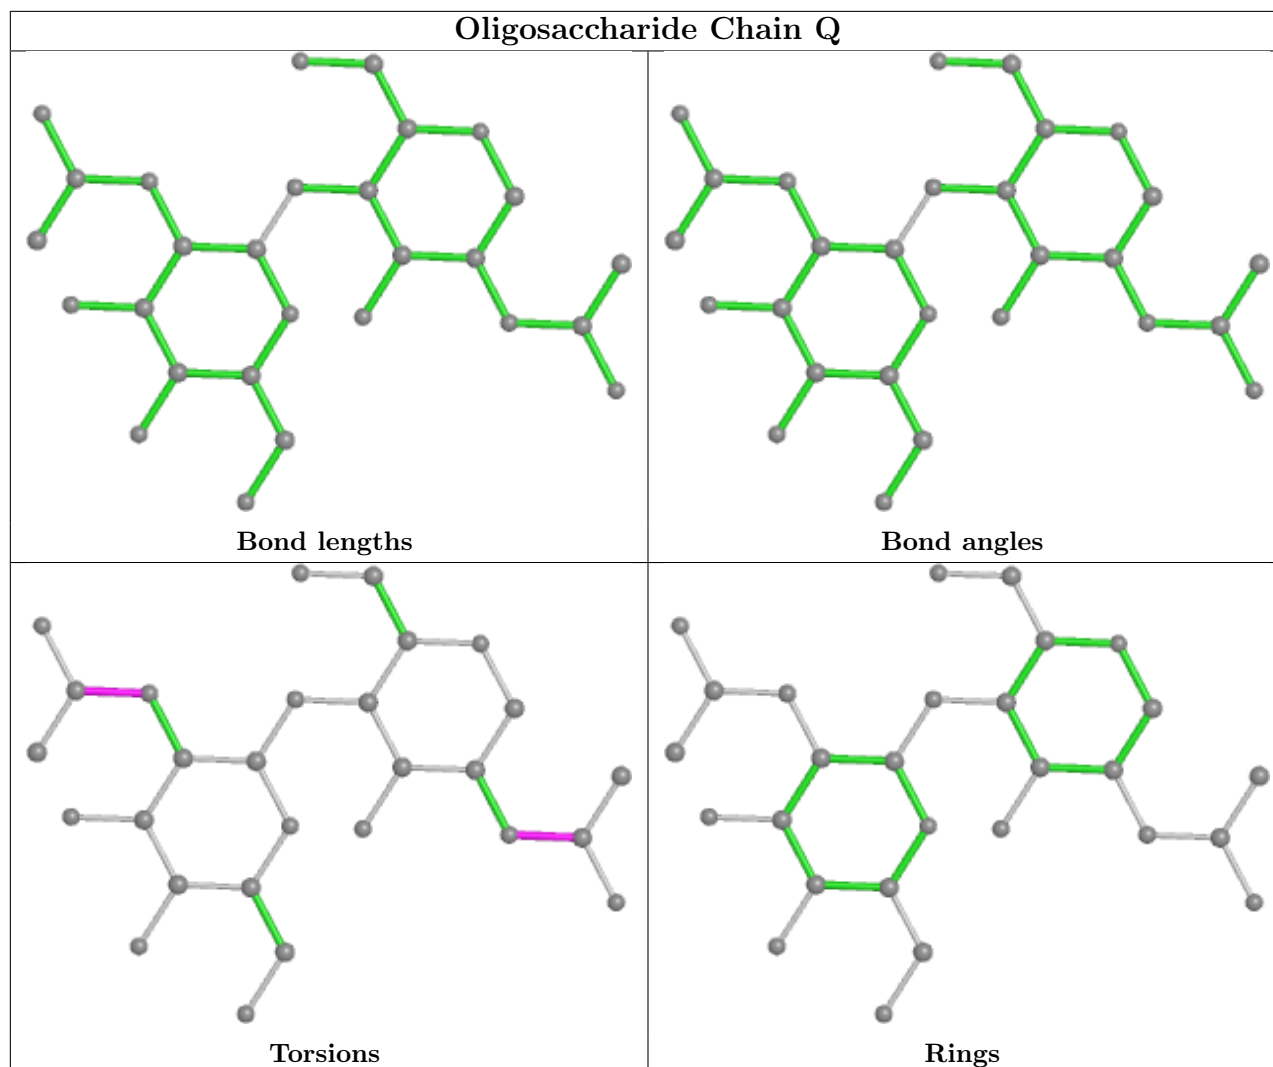 Oligosaccharide Chain Q
Bond lengths
Bond angles
Torsions
Rings